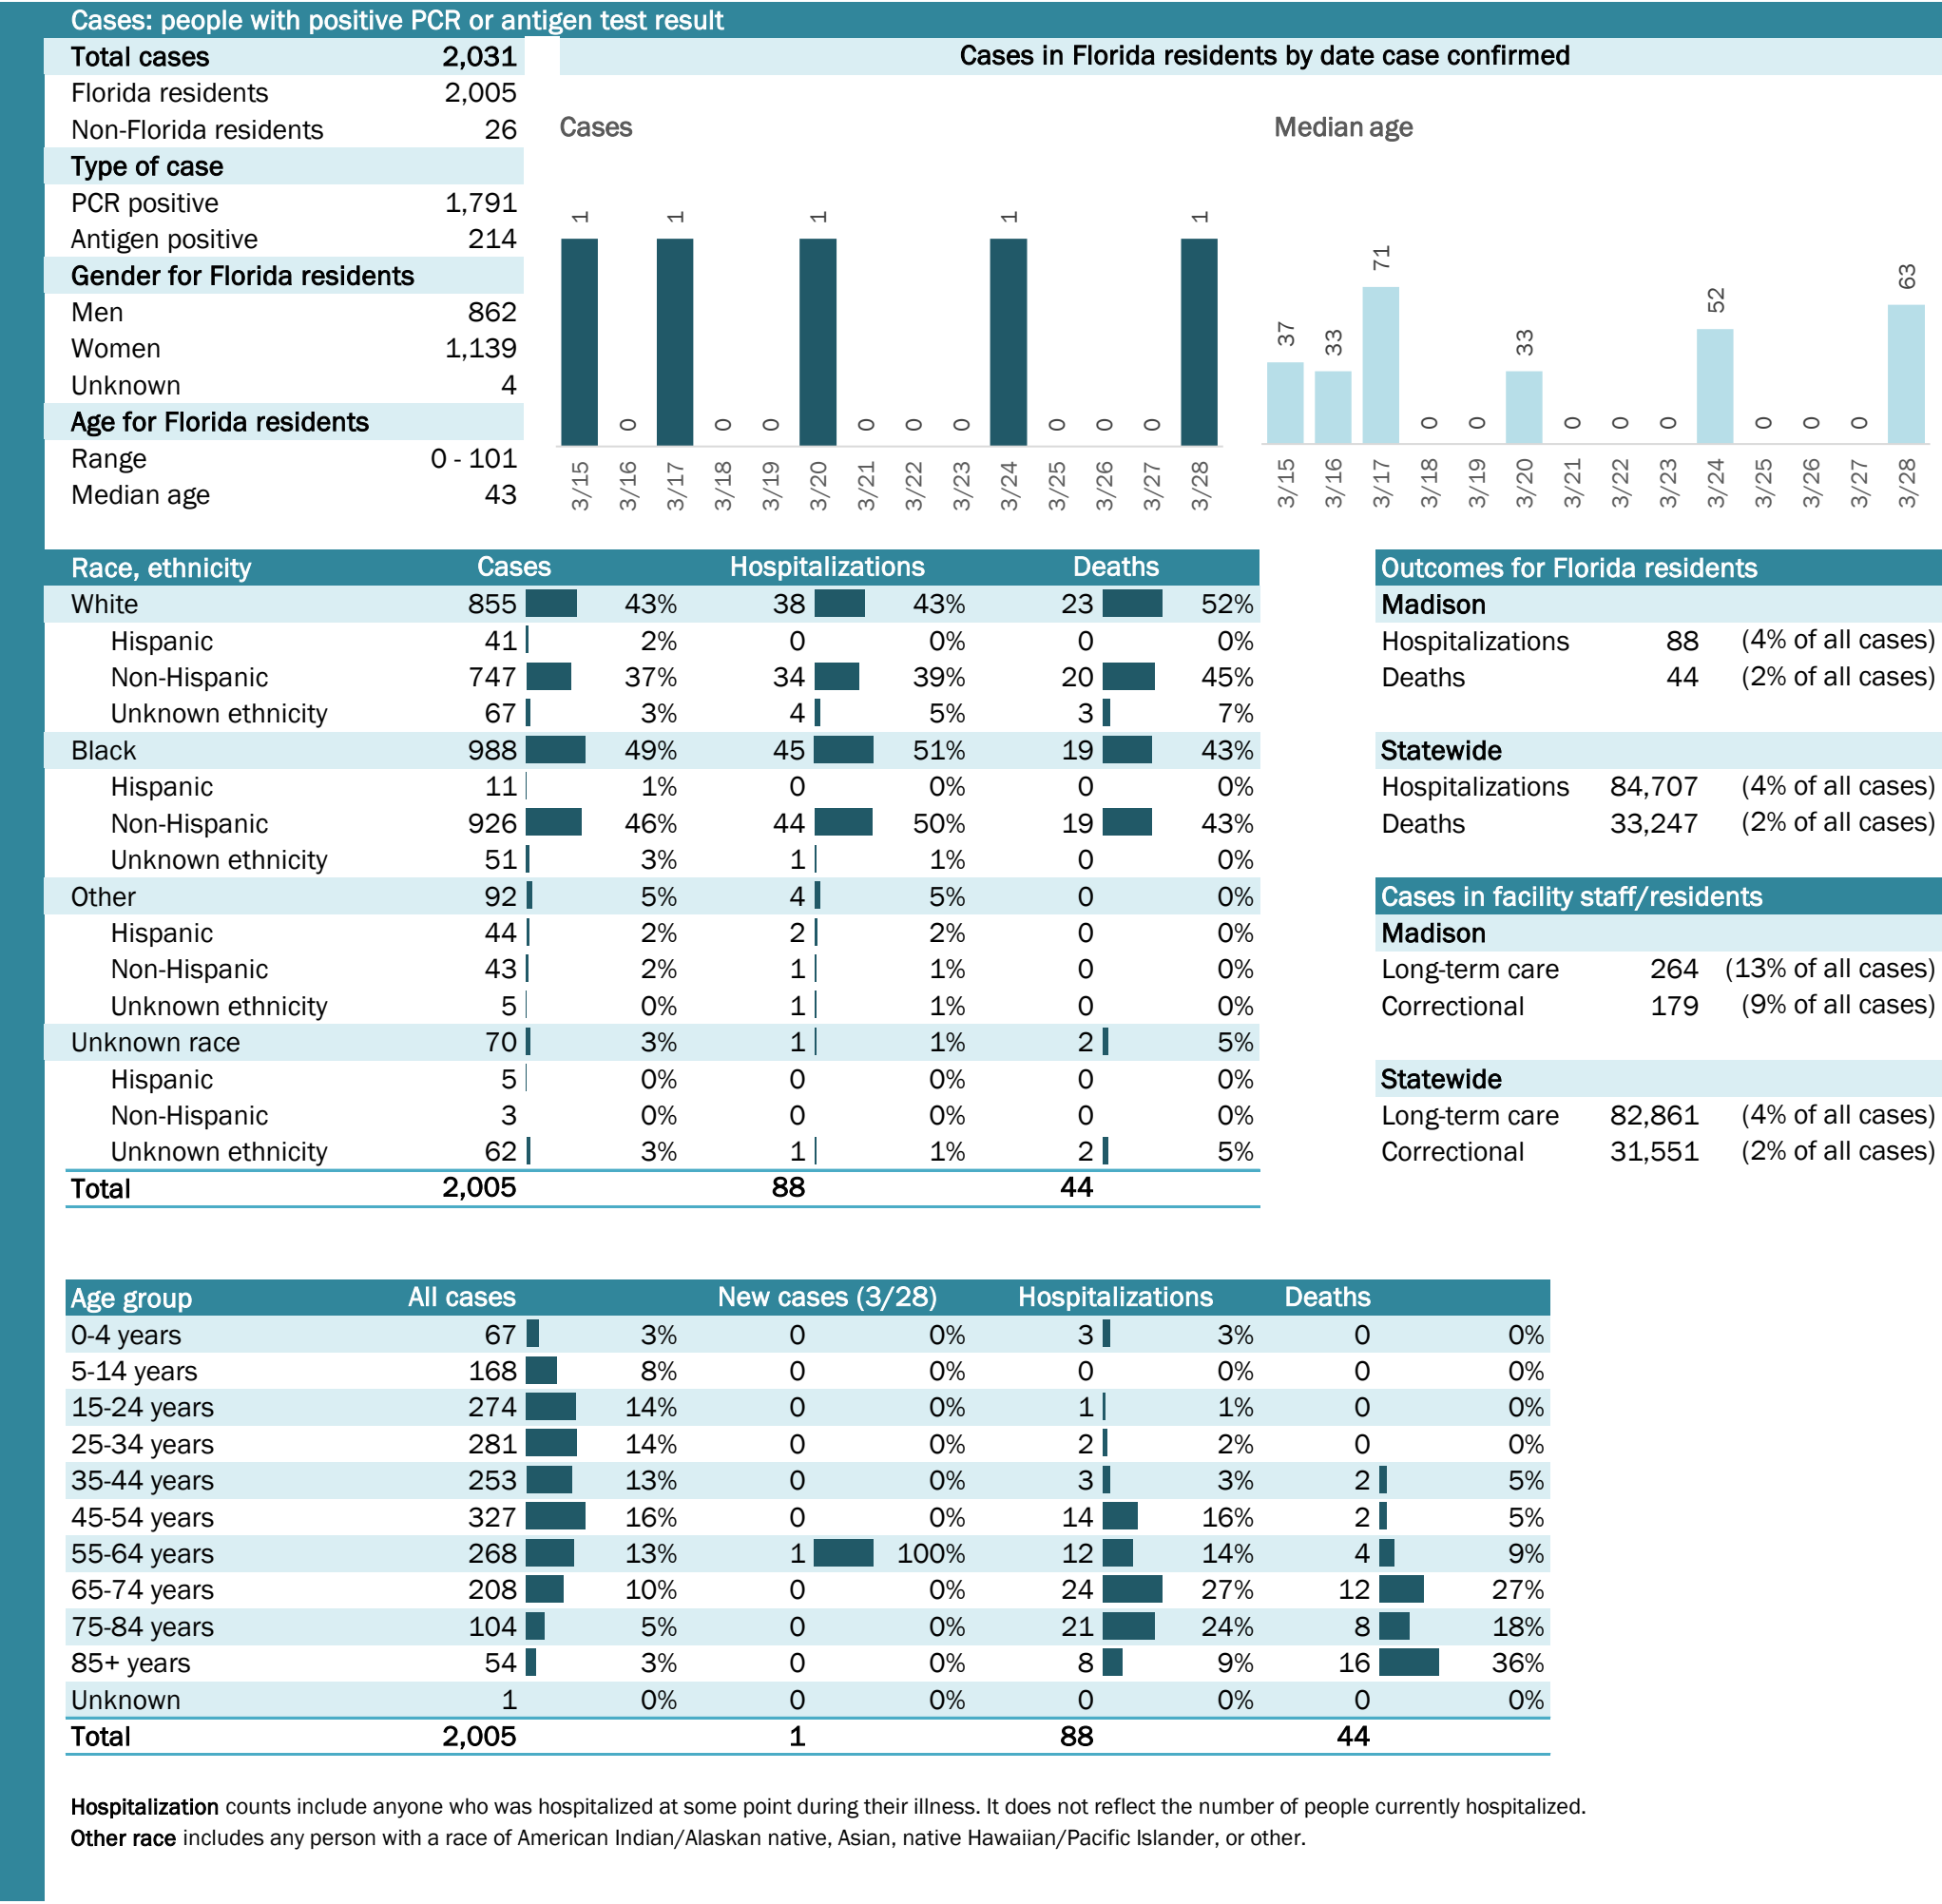 Cases: people with positive PCR or antigen test result
Total cases 2,031
Florida residents 2,005
Non-Florida residents 26
Type of case
PCR positive 1,791
Antigen positive 214
Gender for Florida residents
Men 862
Women 1,139
Unknown 4
Age for Florida residents
Range 0 - 101
Median age 43
Cases in Florida residents by date case confirmed
Cases
1 0 1 0 0 1 0 0 0 1 0 0 0 1
3/15 3/16 3/17 3/18 3/19 3/20 3/21 3/22 3/23 3/24 3/25 3/26 3/27 3/28
Median age
37 33 71 0 0 33 0 0 0 52 0 0 0 63
3/15 3/16 3/17 3/18 3/19 3/20 3/21 3/22 3/23 3/24 3/25 3/26 3/27 3/28
Race, ethnicity Cases Hospitalizations Deaths
White 855 43% 38 43% 23 52%
Hispanic 41 2% 0 0% 0 0%
Non-Hispanic 747 37% 34 39% 20 45%
Unknown ethnicity 67 3% 4 5% 3 7%
Black 988 49% 45 51% 19 43%
Hispanic 11 1% 0 0% 0 0%
Non-Hispanic 926 46% 44 50% 19 43%
Unknown ethnicity 51 3% 1 1% 0 0%
Other 92 5% 4 5% 0 0%
Hispanic 44 2% 2 2% 0 0%
Non-Hispanic 43 2% 1 1% 0 0%
Unknown ethnicity 5 0% 1 1% 0 0%
Unknown race 70 3% 1 1% 2 5%
Hispanic 5 0% 0 0% 0 0%
Non-Hispanic 3 0% 0 0% 0 0%
Unknown ethnicity 62 3% 1 1% 2 5%
Total 2,005 88 44
Outcomes for Florida residents
Madison
Hospitalizations 88 (4% of all cases)
Deaths 44 (2% of all cases)
Statewide
Hospitalizations 84,707 (4% of all cases)
Deaths 33,247 (2% of all cases)
Cases in facility staff/residents
Madison
Long-term care 264 (13% of all cases)
Correctional 179 (9% of all cases)
Statewide
Long-term care 82,861 (4% of all cases)
Correctional 31,551 (2% of all cases)
Age group All cases New cases (3/28) Hospitalizations Deaths
0-4 years 67 3% 0 0% 3 3% 0 0%
5-14 years 168 8% 0 0% 0 0% 0 0%
15-24 years 274 14% 0 0% 1 1% 0 0%
25-34 years 281 14% 0 0% 2 2% 0 0%
35-44 years 253 13% 0 0% 3 3% 2 5%
45-54 years 327 16% 0 0% 14 16% 2 5%
55-64 years 268 13% 1 100% 12 14% 4 9%
65-74 years 208 10% 0 0% 24 27% 12 27%
75-84 years 104 5% 0 0% 21 24% 8 18%
85+ years 54 3% 0 0% 8 9% 16 36%
Unknown 1 0% 0 0% 0 0% 0 0%
Total 2,005 1 88 44
Hospitalization counts include anyone who was hospitalized at some point during their illness. It does not reflect the number of people currently hospitalized.
Other race includes any person with a race of American Indian/Alaskan native, Asian, native Hawaiian/Pacific Islander, or other.